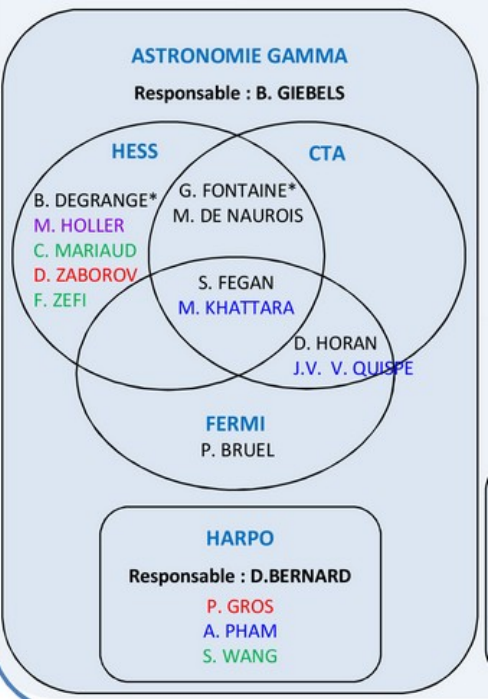 ASTRONOMIE GAMMA
Responsable : B. GIEBELS
HESS
CTA
B. DEGRANGE*
M. HOLLER
C. MARIAUD
D. ZABOROV
F. ZEFI
G. FONTAINE*
M. DE NAUROIS
S. FEGAN
M. KHATTARA
D. HORAN
J.V. V. QUISPE
FERMI
P. BRUEL
HARPO
Responsable : D.BERNARD
P. GROS
A. PHAM
S. WANG